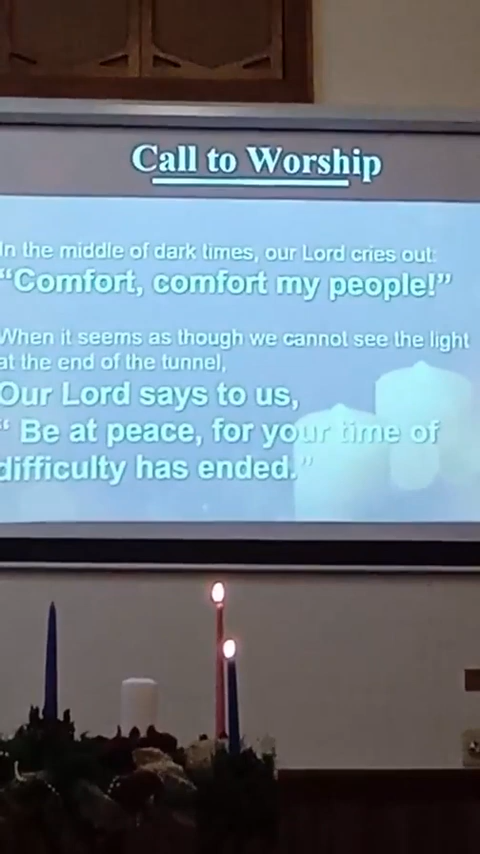 Call to Worship
In the middle of dark times, our Lord cries out:
“Comfort, comfort my people!”
When it seems as though we cannot see the light
at the end of the tunnel,
Our Lord says to us,
“ Be at peace, for your time of
difficulty has ended.”